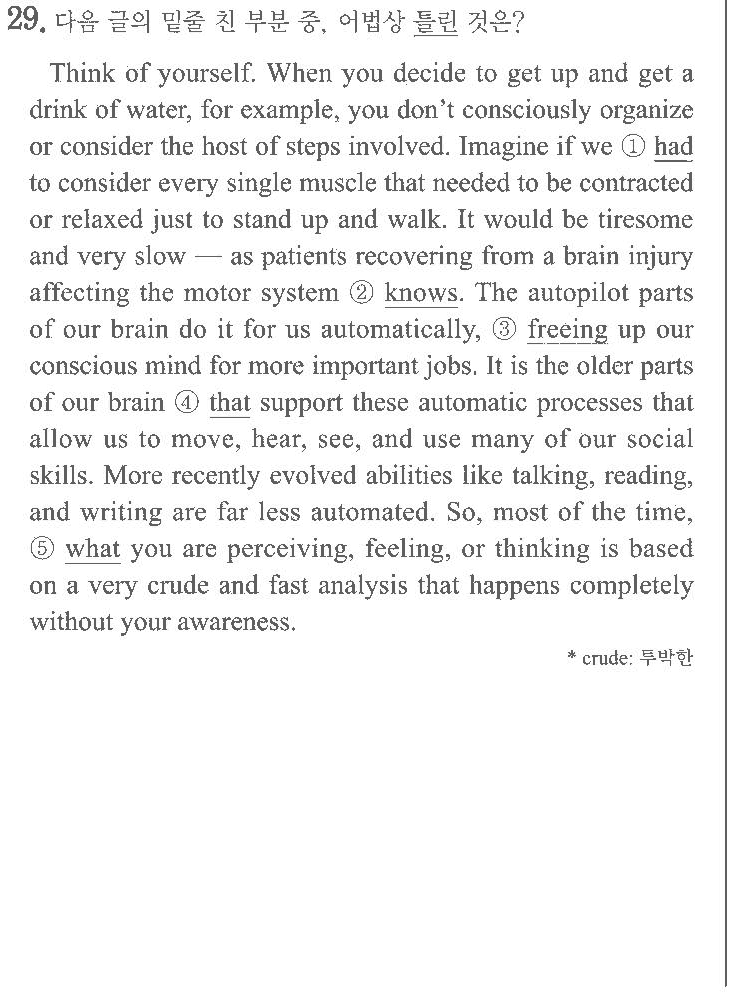 29. 다음 글의 밑줄 친 부분 중, 어법상 틀린 것은?
Think of yourself. When you decide to get up and get a
drink of water, for example, you don't consciously organize
or consider the host of steps involved. Imagine if we ① had
to consider every single muscle that needed to be contracted
or relaxed just to stand up and walk. It would be tiresome
and very slow — as patients recovering from a brain injury
affecting the motor system ② knows. The autopilot parts
of our brain do it for us automatically, ③ freeing up our
conscious mind for more important jobs. It is the older parts
of our brain ④ that support these automatic processes that
allow us to move, hear, see, and use many of our social
skills. More recently evolved abilities like talking, reading,
and writing are far less automated. So, most of the time,
⑤ what you are perceiving, feeling, or thinking is based
on a very crude and fast analysis that happens completely
without your awareness.
* crude: 투박한